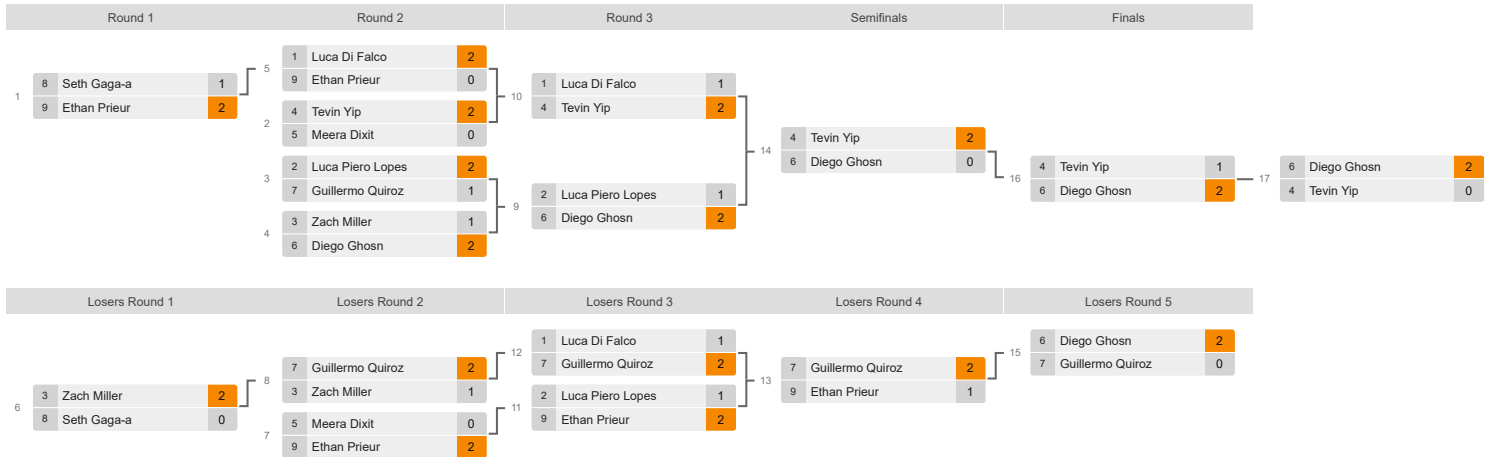 Round 1 Round 2 Round 3 Semifinals Finals
1
8 Seth Gaga-a 1
9 Ethan Prieur 2
5
1 Luca Di Falco 2
9 Ethan Prieur 0
2
4 Tevin Yip 2
5 Meera Dixit 0
3
2 Luca Piero Lopes 2
7 Guillermo Quiroz 1
4
3 Zach Miller 1
6 Diego Ghosn 2
10
1 Luca Di Falco 1
4 Tevin Yip 2
9
2 Luca Piero Lopes 1
6 Diego Ghosn 2
14
4 Tevin Yip 2
6 Diego Ghosn 0
16
4 Tevin Yip 1
6 Diego Ghosn 2
17
6 Diego Ghosn 2
4 Tevin Yip 0
Losers Round 1 Losers Round 2 Losers Round 3 Losers Round 4 Losers Round 5
6
3 Zach Miller 2
8 Seth Gaga-a 0
8
7 Guillermo Quiroz 2
3 Zach Miller 1
7
5 Meera Dixit 0
9 Ethan Prieur 2
12
1 Luca Di Falco 1
7 Guillermo Quiroz 2
11
2 Luca Piero Lopes 1
9 Ethan Prieur 2
13
7 Guillermo Quiroz 2
9 Ethan Prieur 1
15
6 Diego Ghosn 2
7 Guillermo Quiroz 0